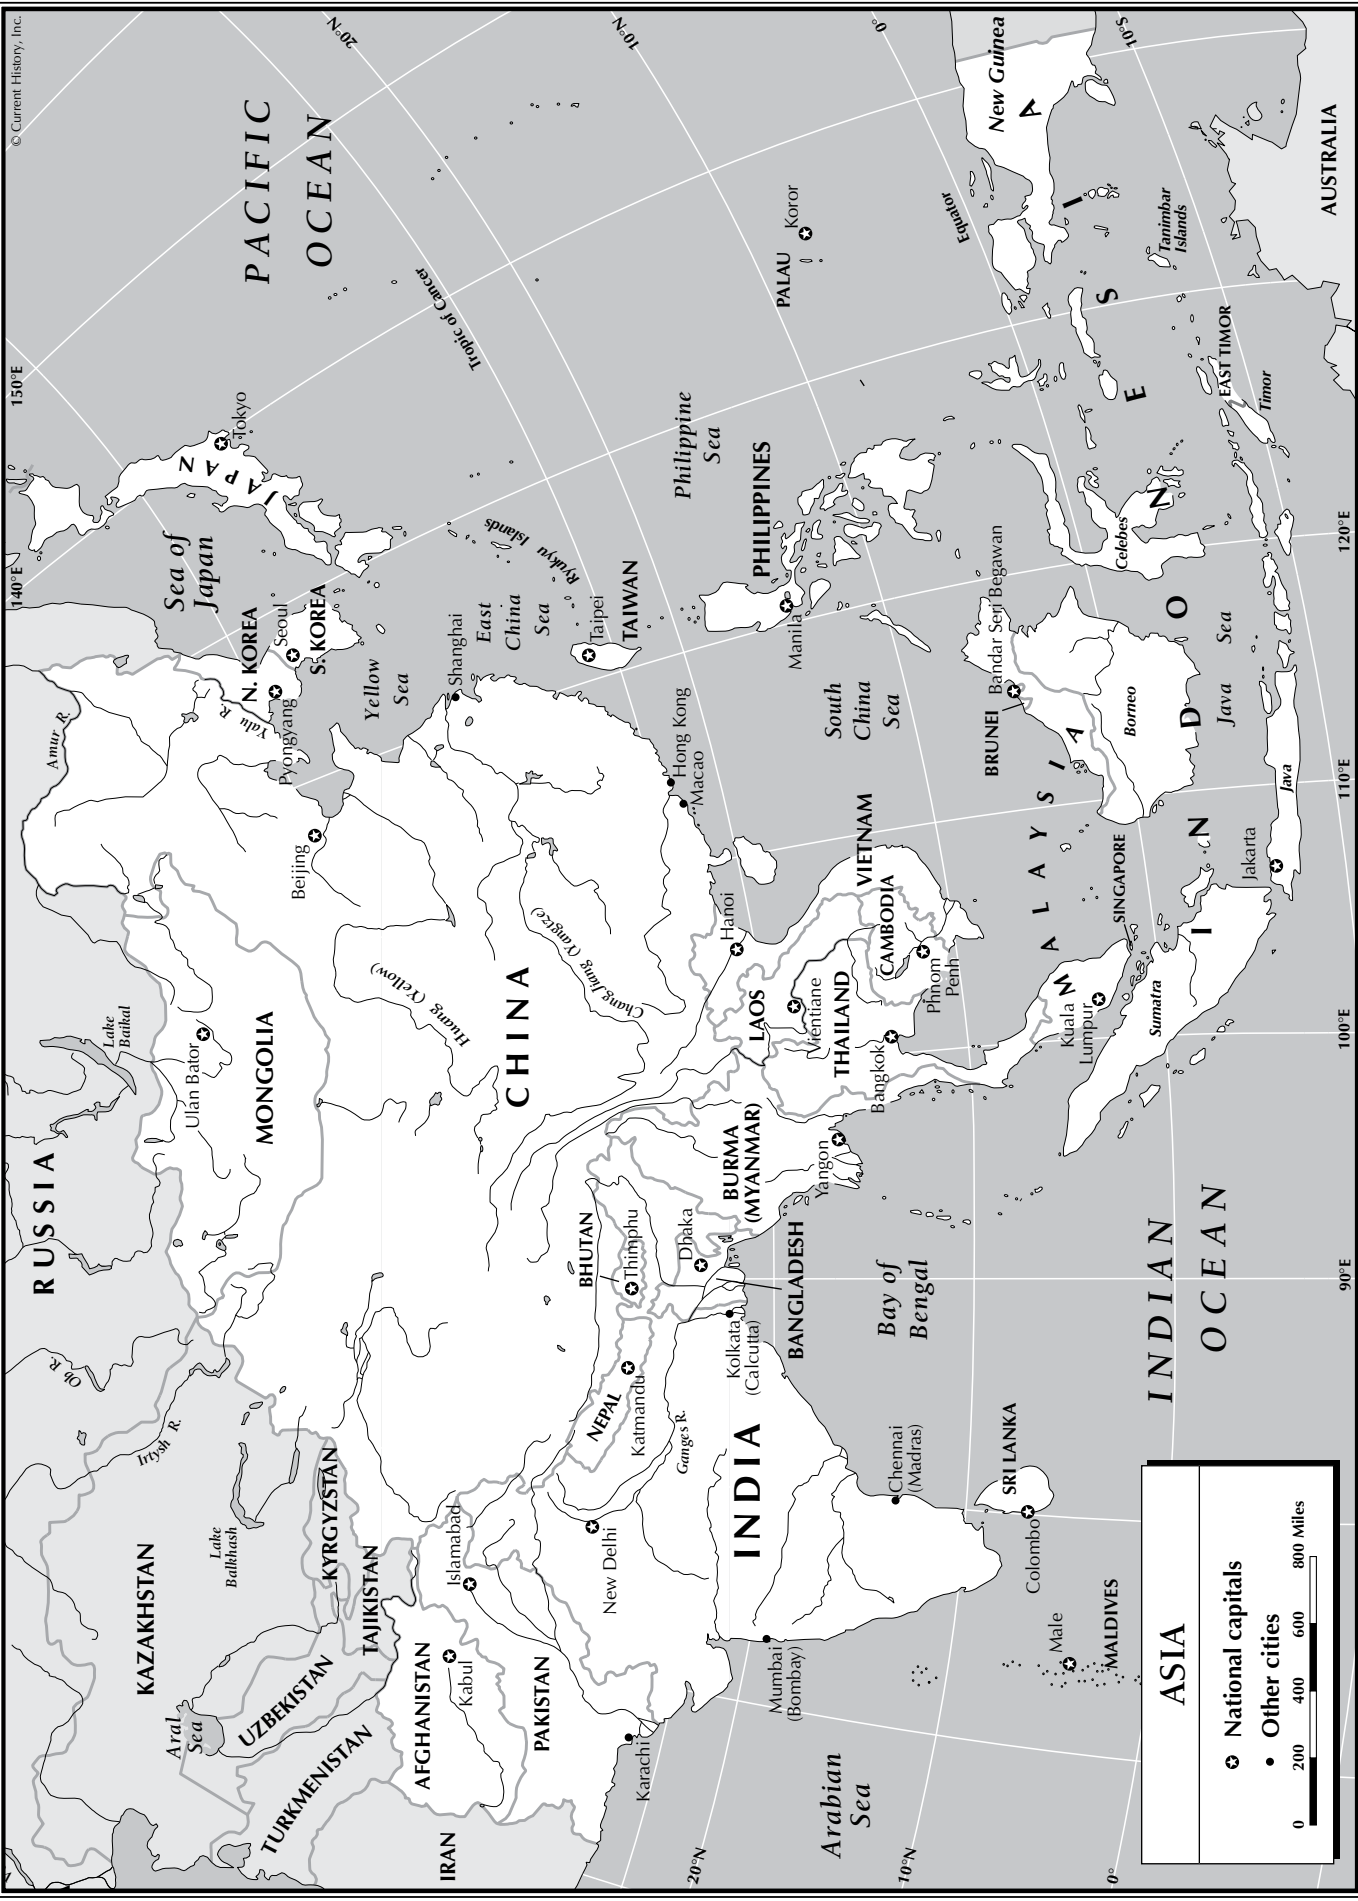 © Current History, Inc.
PACIFIC
OCEAN
20°N
10°N
0°
10°S
150°E
140°E
120°E
110°E
100°E
90°E
20°N
10°N
0°
Tropic of Cancer
Equator
RUSSIA
Ob R.
Irtysh R.
Lake
Baikal
Amur R.
KAZAKHSTAN
Lake
Balkhash
Aral
Sea
UZBEKISTAN
TURKMENISTAN
KYRGYZSTAN
TAJIKISTAN
IRAN
AFGHANISTAN
Kabul
PAKISTAN
Islamabad
Karachi
MONGOLIA
Ulan Bator
CHINA
Beijing
Shanghai
Hong Kong
Macao
Huang (Yellow)
Chang Jiang (Yangtze)
Yalu R.
N. KOREA
Pyongyang
S. KOREA
Seoul
JAPAN
Tokyo
Sea of
Japan
Yellow
Sea
East
China
Sea
Ryukyu Islands
TAIWAN
Taipei
Philippine
Sea
PHILIPPINES
Manila
South
China
Sea
PALAU
Koror
INDIA
New Delhi
Ganges R.
Mumbai
(Bombay)
Kolkata
(Calcutta)
Chennai
(Madras)
NEPAL
Katmandu
BHUTAN
Thimphu
BANGLADESH
Dhaka
BURMA
(MYANMAR)
Yangon
LAOS
Vientiane
THAILAND
Bangkok
CAMBODIA
Phnom
Penh
VIETNAM
Hanoi
MALAYSIA
Kuala
Lumpur
SINGAPORE
BRUNEI
Bandar Seri Begawan
Borneo
INDONESIA
Sumatra
Jakarta
Java
Java Sea
Celebes
EAST TIMOR
Timor
Tanimbar
Islands
New Guinea
AUSTRALIA
SRI LANKA
Colombo
MALDIVES
Male
Arabian
Sea
Bay of
Bengal
INDIAN
OCEAN
ASIA
National capitals
Other cities
0 200 400 600 800 Miles